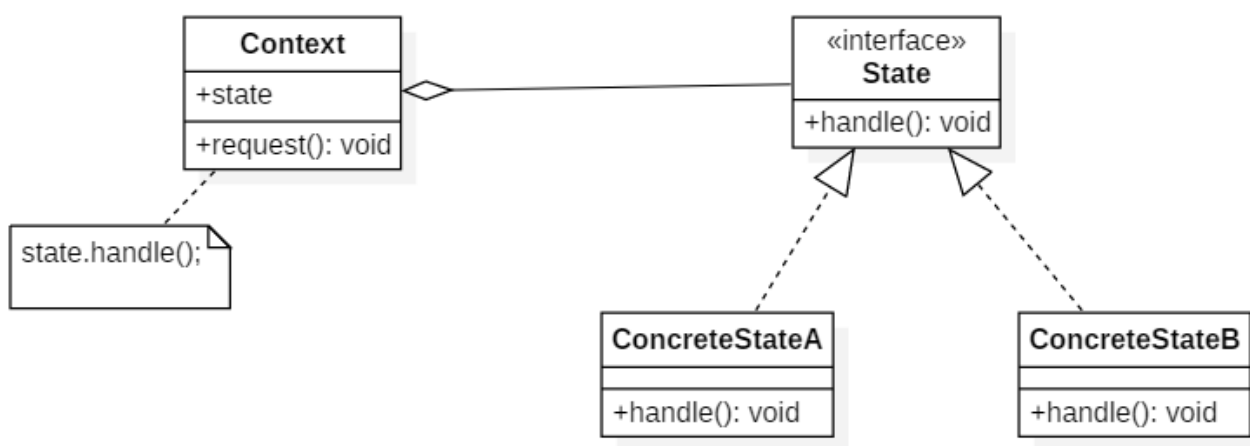 Context
+state
+request(): void
state.handle();
«interface»
State
+handle(): void
ConcreteStateA
+handle(): void
ConcreteStateB
+handle(): void